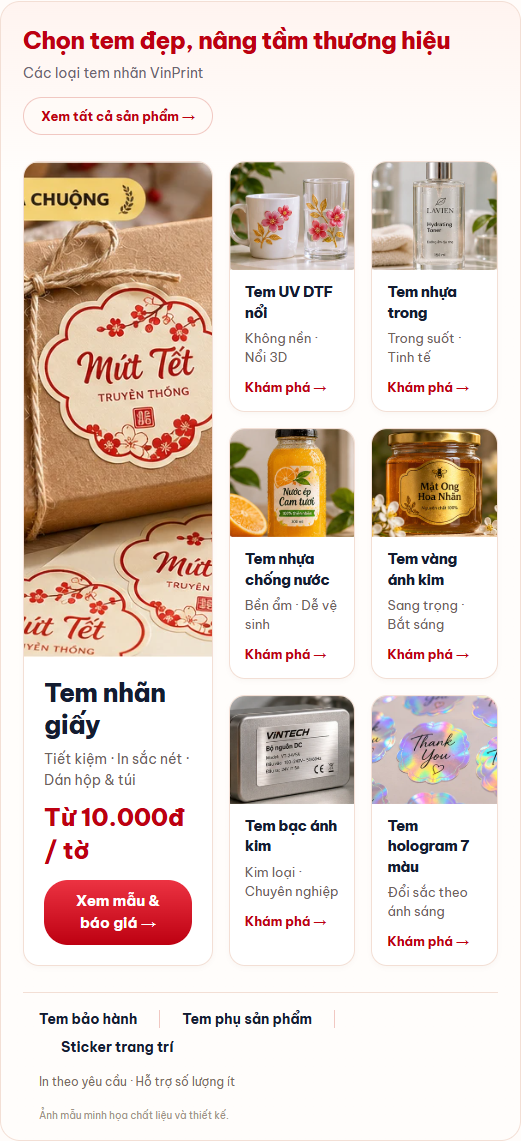 Chọn tem đẹp, nâng tầm thương hiệu
Các loại tem nhãn VinPrint
Xem tất cả sản phẩm →
CHUỘNG
Mứt Tết
TRUYỀN THỐNG
Mứt
TRUYỀN
Mứt Tết
YỀN THỐNG
Tem nhãn
giấy
Tiết kiệm · In sắc nét ·
Dán hộp & túi
Từ 10.000đ
/ tờ
Xem mẫu &
báo giá →
Tem UV DTF
nổi
Không nền ·
Nổi 3D
Khám phá →
LAVIEN
Hydrating
Toner
Tem nhựa
trong
Trong suốt ·
Tinh tế
Khám phá →
Nước ép
Cam tươi
Tem nhựa
chống nước
Bền ẩm · Dễ vệ
sinh
Khám phá →
Mật Ong
Hoa Nhãn
Tem vàng
ánh kim
Sang trọng ·
Bắt sáng
Khám phá →
VINTECH
Bộ nguồn DC
Tem bạc ánh
kim
Kim loại ·
Chuyên nghiệp
Khám phá →
Thank
You
Tem
hologram 7
màu
Đổi sắc theo
ánh sáng
Khám phá →
Tem bảo hành
Tem phụ sản phẩm
Sticker trang trí
In theo yêu cầu · Hỗ trợ số lượng ít
Ảnh mẫu minh họa chất liệu và thiết kế.